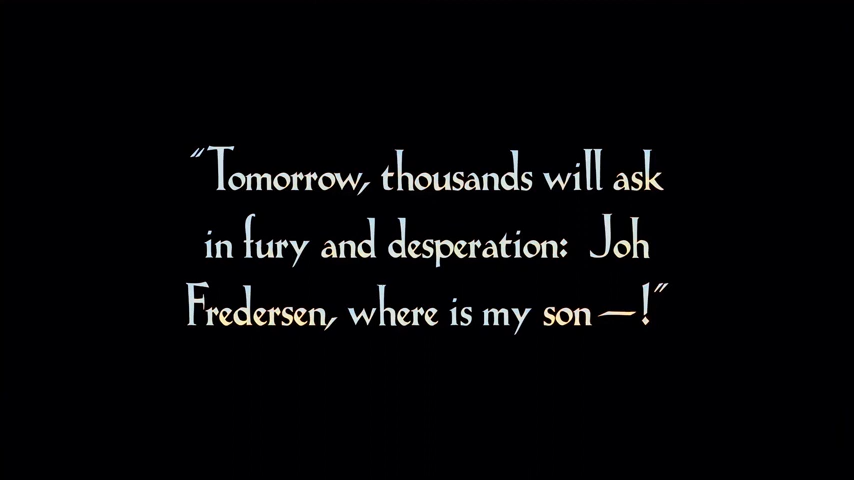 "Tomorrow, thousands will ask
in fury and desperation: Joh
Fredersen, where is my son—!"